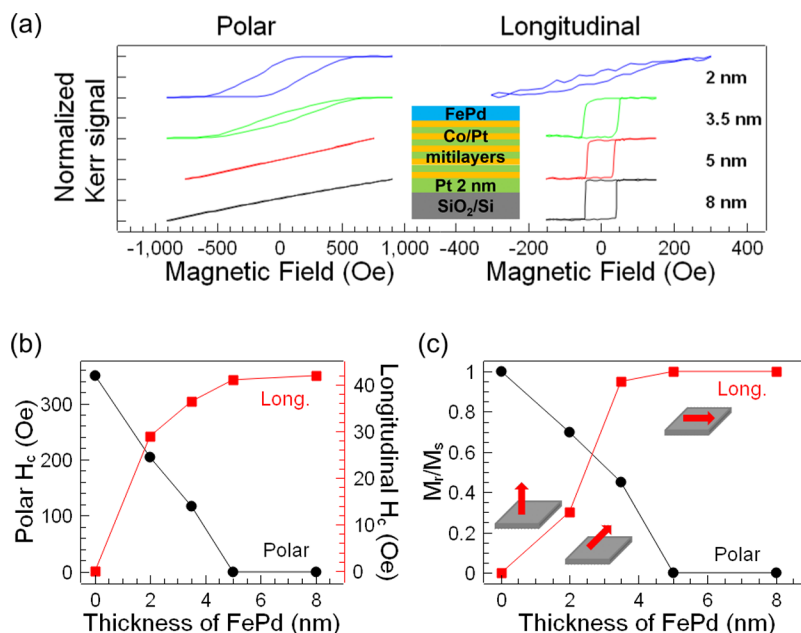 (a)
Polar
Longitudinal
Normalized
Kerr signal
2 nm
3.5 nm
5 nm
8 nm
FePd
Co/Pt
mitilayers
Pt 2 nm
SiO₂/Si
-1,000 -500 0 500 1,000
-400 -200 0 200 400
Magnetic Field (Oe)
Magnetic Field (Oe)
(b)
Polar Hc (Oe)
300
200
100
0
Long.
Polar
40
30
20
10
0
Longitudinal Hc (Oe)
0 2 4 6 8
Thickness of FePd (nm)
(c)
Mr/Ms
1
0.8
0.6
0.4
0.2
0
Long.
Polar
0 2 4 6 8
Thickness of FePd (nm)